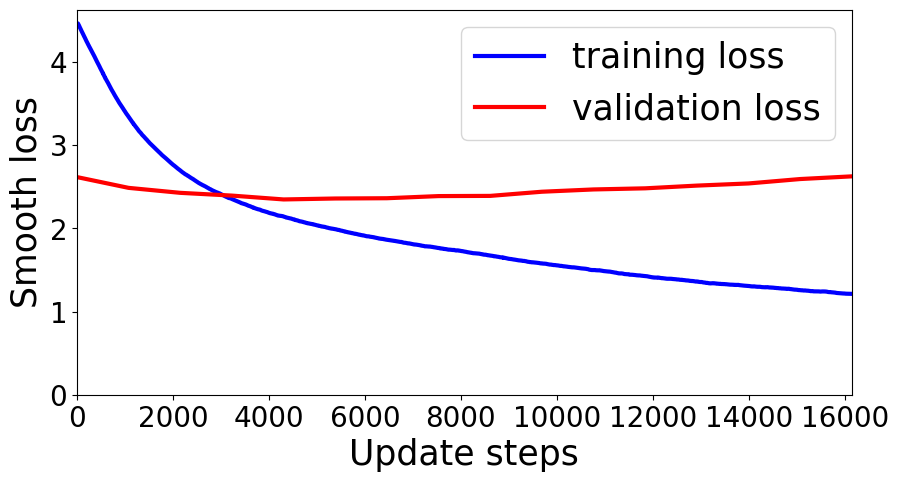 training loss
validation loss
Smooth loss
4
3
2
1
0
0 2000 4000 6000 8000 10000 12000 14000 16000
Update steps